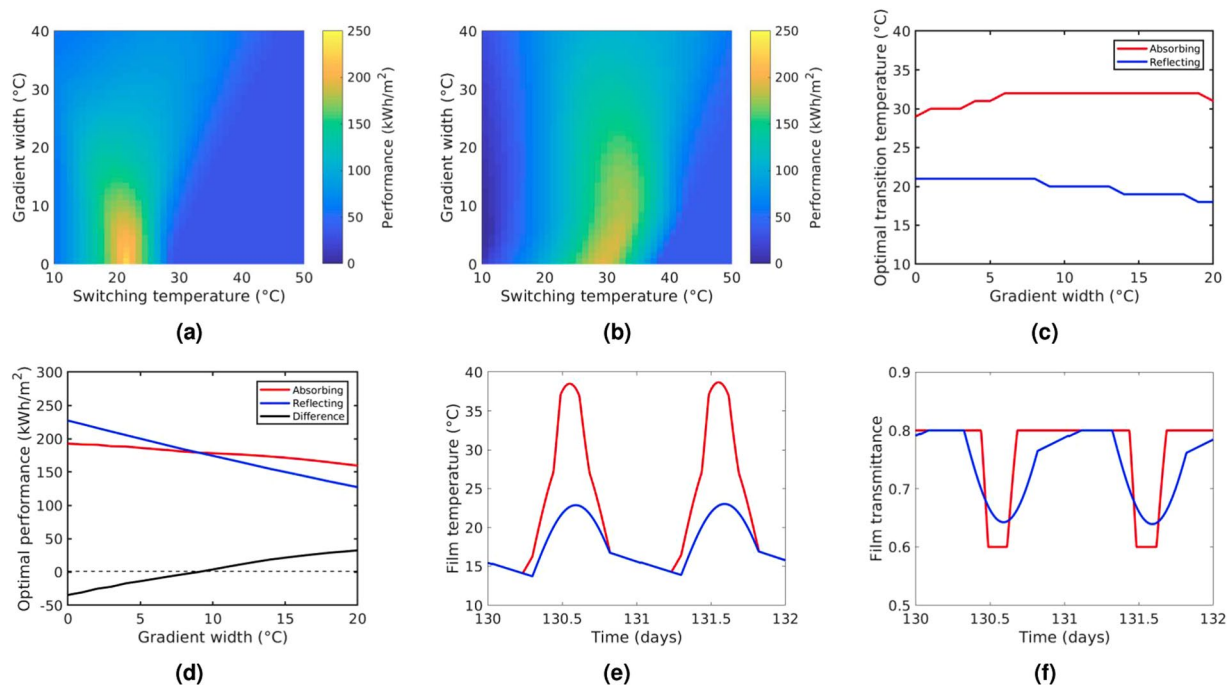 40
30
20
10
0
10 20 30 40 50
Gradient width (°C)
Switching temperature (°C)
250
200
150
100
50
0
Performance (kWh/m²)
(a)
40
30
20
10
0
10 20 30 40 50
Gradient width (°C)
Switching temperature (°C)
250
200
150
100
50
0
Performance (kWh/m²)
(b)
Optimal transition temperature (°C)
40
35
30
25
20
15
10
0 5 10 15 20
Gradient width (°C)
Absorbing
Reflecting
(c)
Optimal performance (kWh/m²)
300
250
200
150
100
50
0
-50
0 5 10 15 20
Gradient width (°C)
Absorbing
Reflecting
Difference
(d)
Film temperature (°C)
40
35
30
25
20
15
10
130 130.5 131 131.5 132
Time (days)
(e)
Film transmittance
0.9
0.8
0.7
0.6
0.5
130 130.5 131 131.5 132
Time (days)
(f)